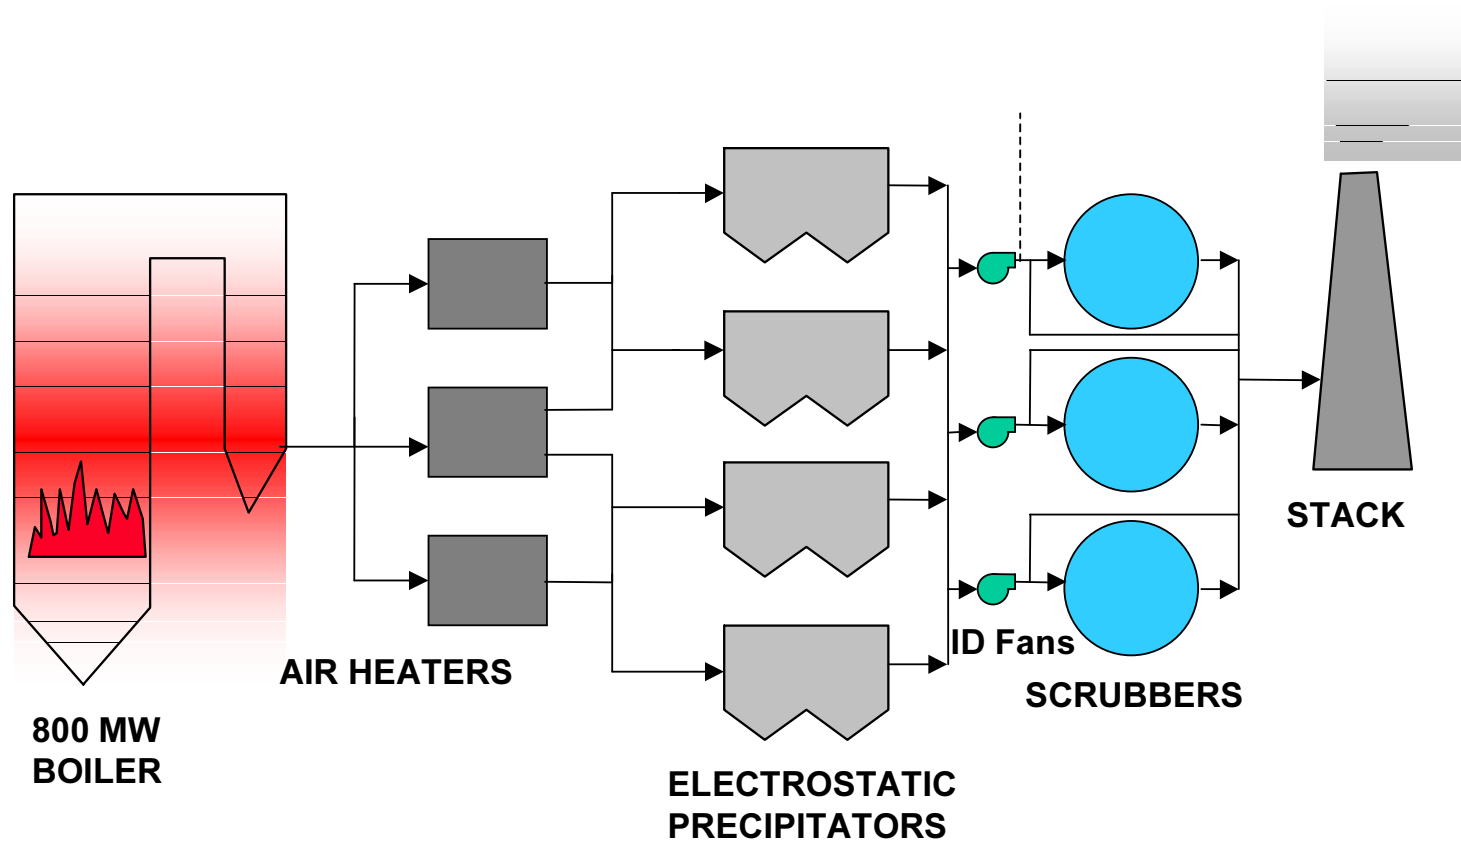 STACK
ID Fans
AIR HEATERS
SCRUBBERS
800 MW
BOILER
ELECTROSTATIC
PRECIPITATORS